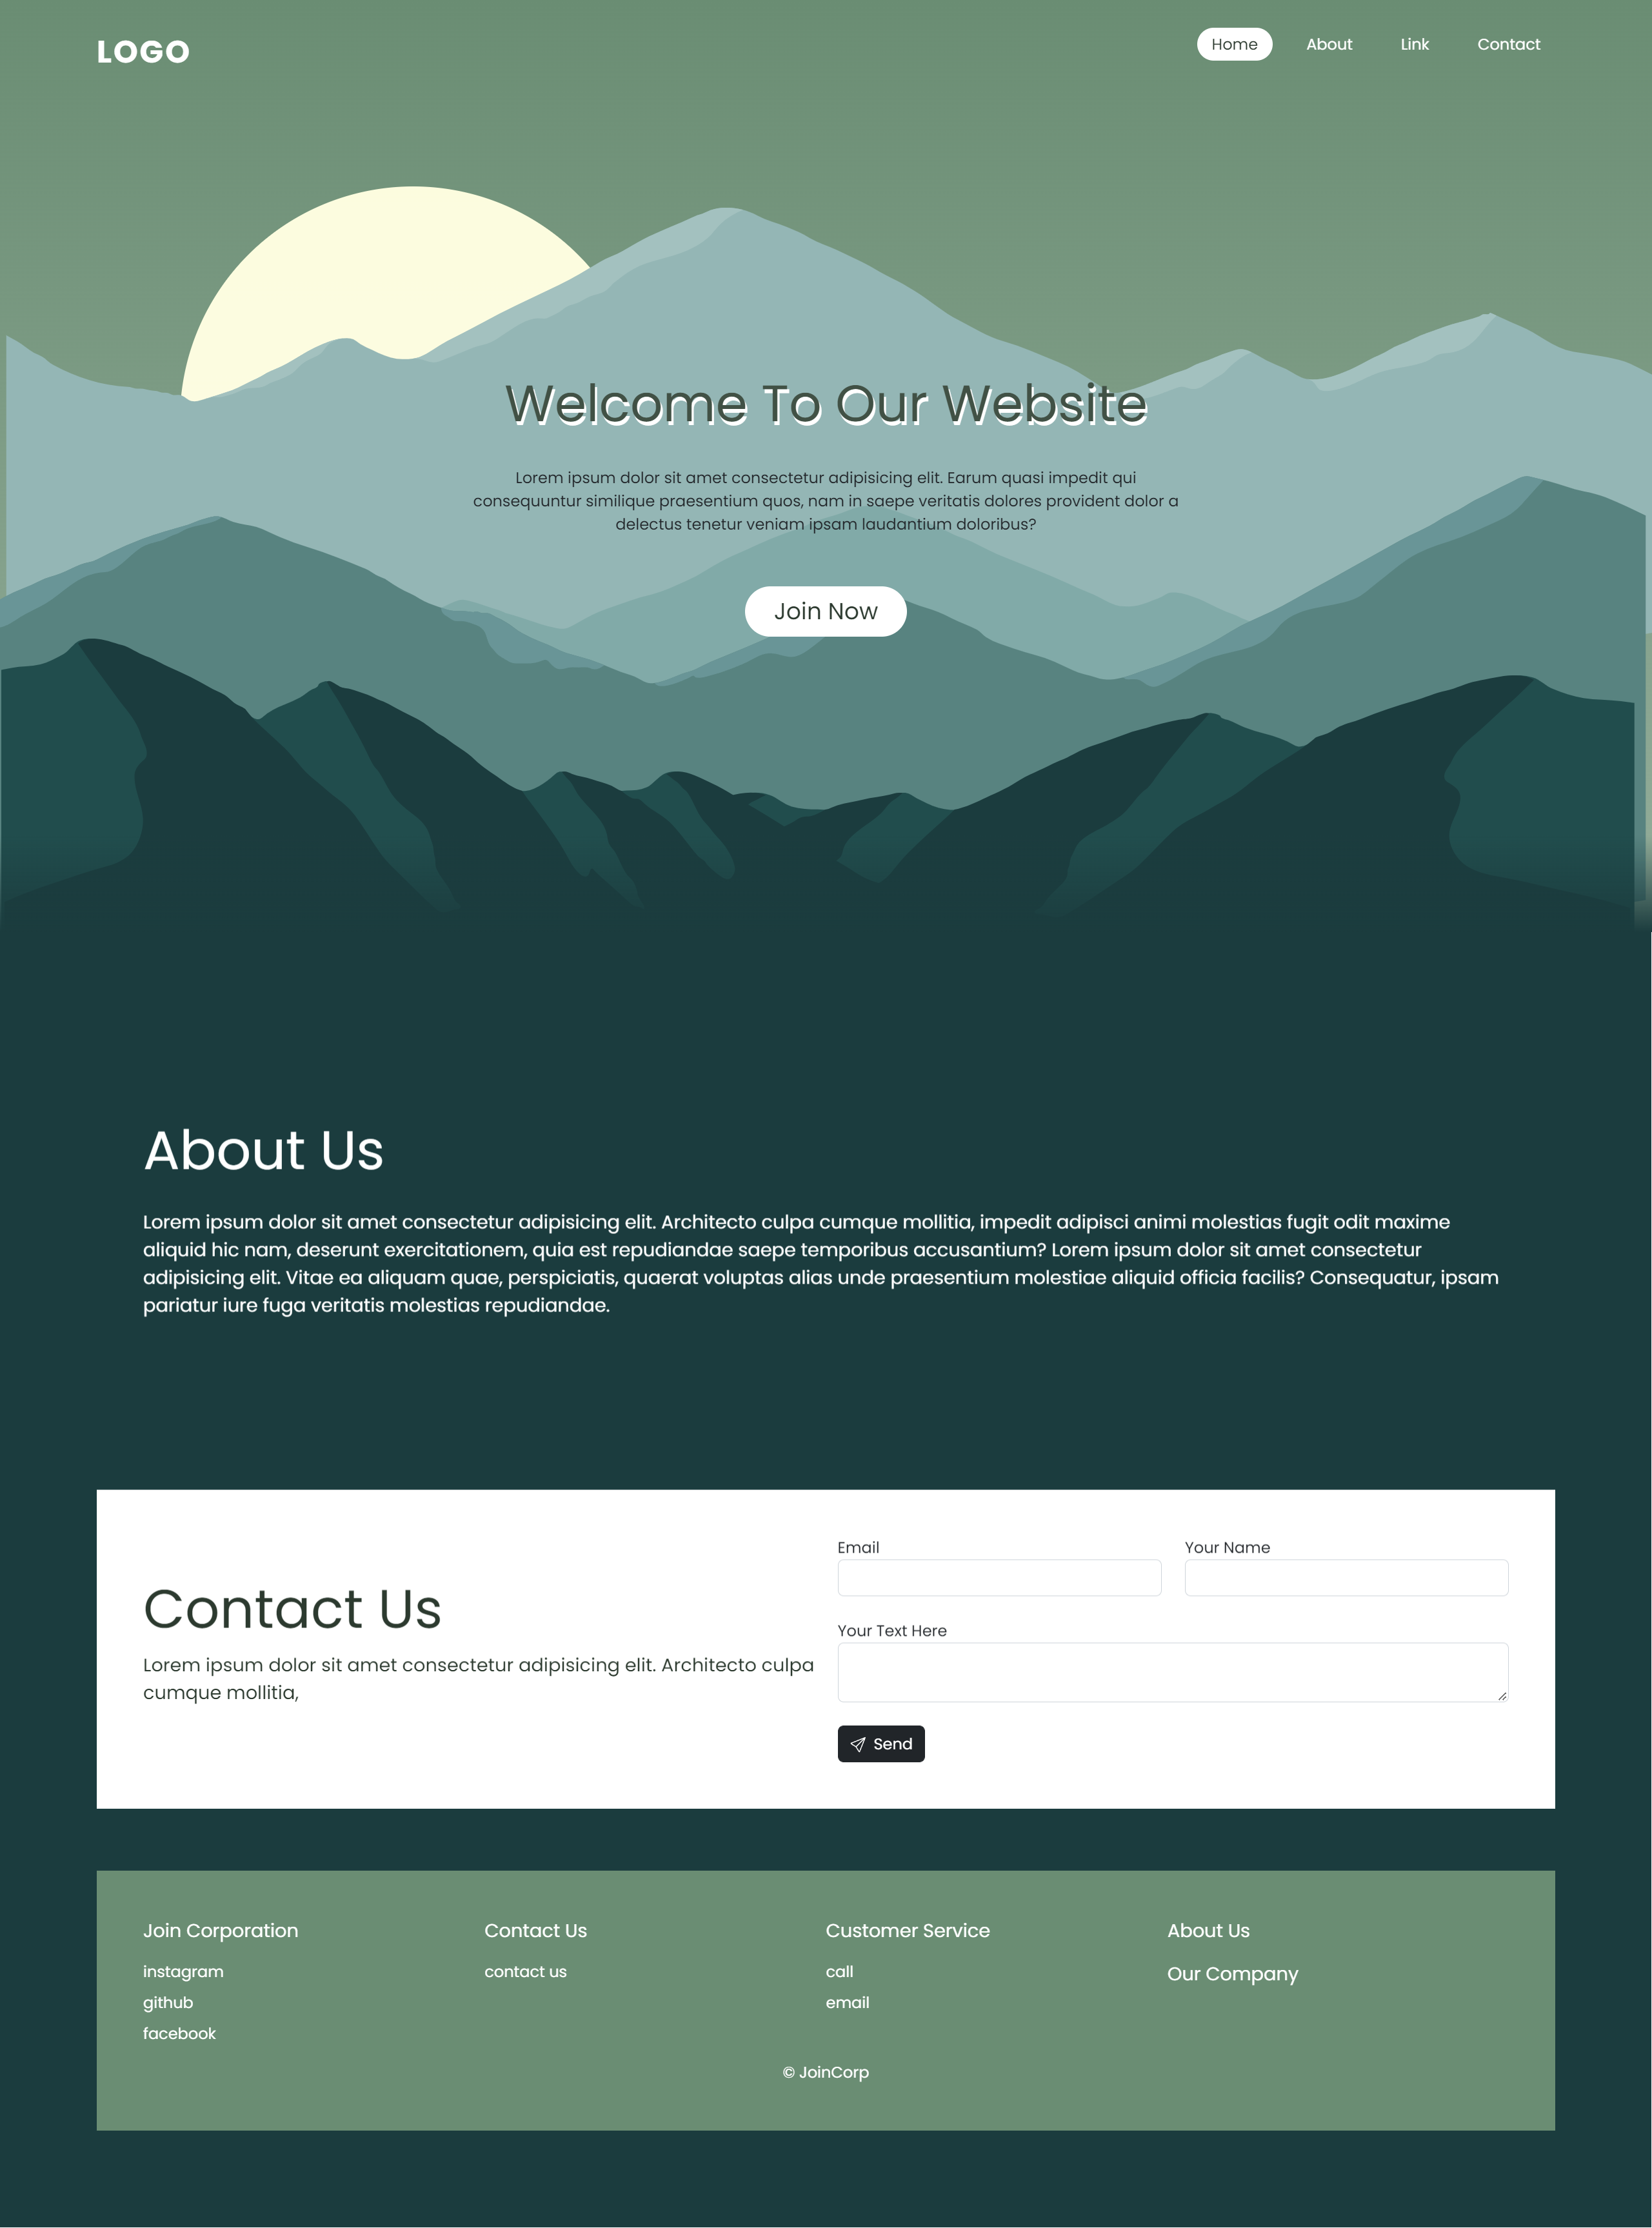 LOGO
Home
About
Link
Contact
Welcome To Our Website
Lorem ipsum dolor sit amet consectetur adipisicing elit. Earum quasi impedit qui
consequuntur similique praesentium quos, nam in saepe veritatis dolores provident dolor a
delectus tenetur veniam ipsam laudantium doloribus?
Join Now
About Us
Lorem ipsum dolor sit amet consectetur adipisicing elit. Architecto culpa cumque mollitia, impedit adipisci animi molestias fugit odit maxime
aliquid hic nam, deserunt exercitationem, quia est repudiandae saepe temporibus accusantium? Lorem ipsum dolor sit amet consectetur
adipisicing elit. Vitae ea aliquam quae, perspiciatis, quaerat voluptas alias unde praesentium molestiae aliquid officia facilis? Consequatur, ipsam
pariatur iure fuga veritatis molestias repudiandae.
Contact Us
Lorem ipsum dolor sit amet consectetur adipisicing elit. Architecto culpa
cumque mollitia,
Email
Your Name
Your Text Here
Send
Join Corporation
instagram
github
facebook
Contact Us
contact us
Customer Service
call
email
About Us
Our Company
© JoinCorp